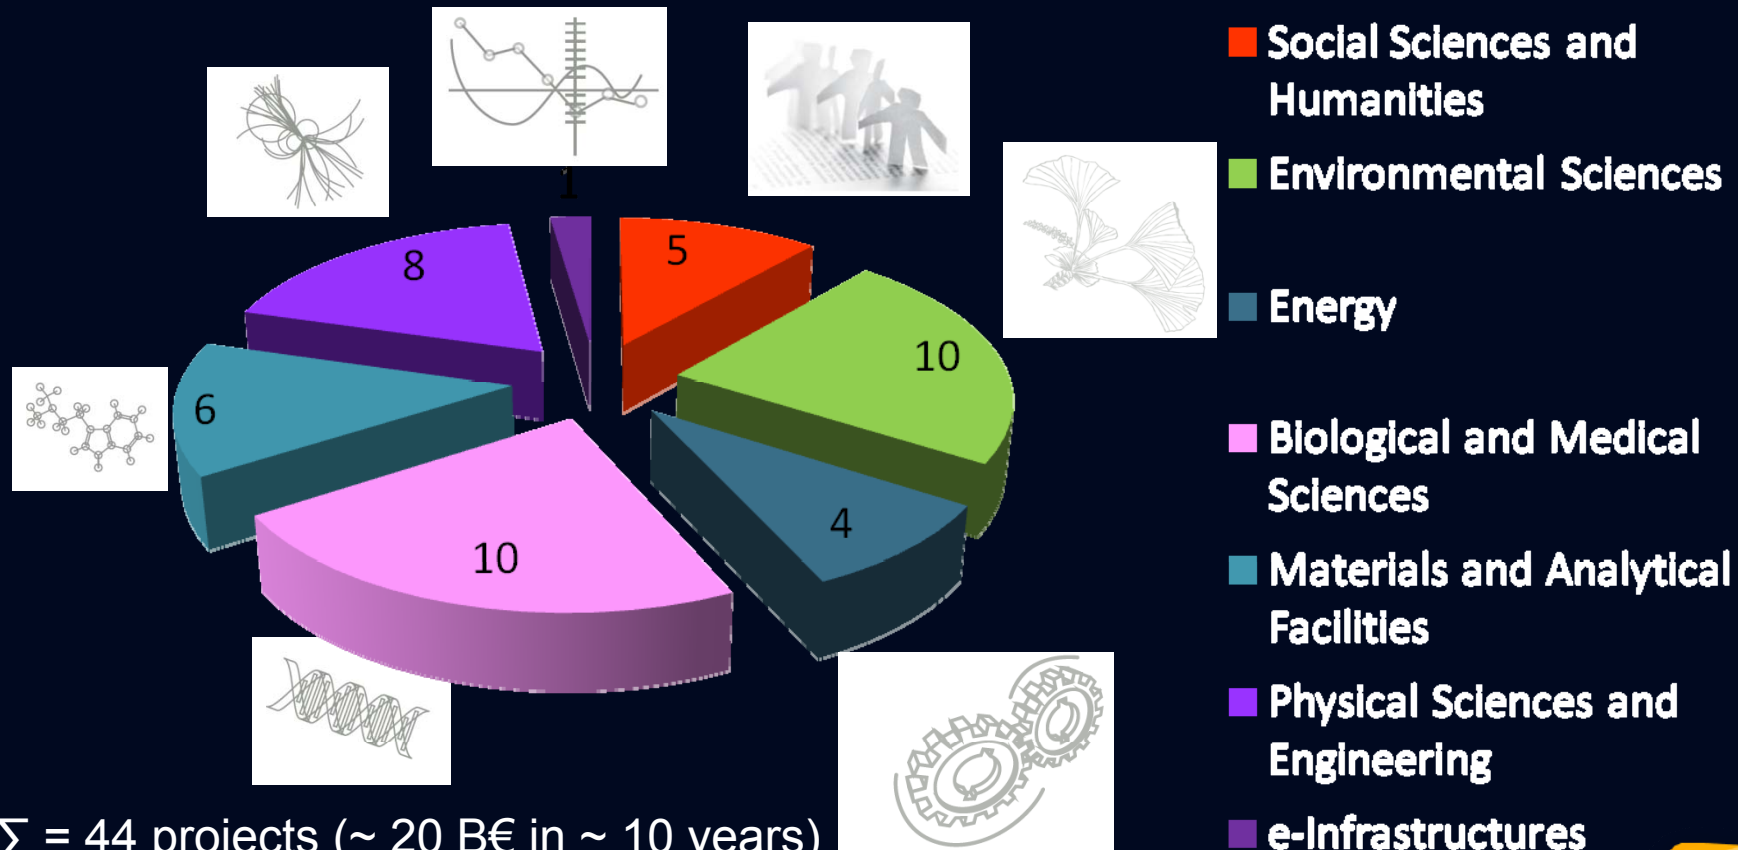 1
5
8
10
6
4
10
Social Sciences and
Humanities
Environmental Sciences
Energy
Biological and Medical
Sciences
Materials and Analytical
Facilities
Physical Sciences and
Engineering
e-Infrastructures
Σ = 44 projects (~ 20 B€ in ~ 10 years)